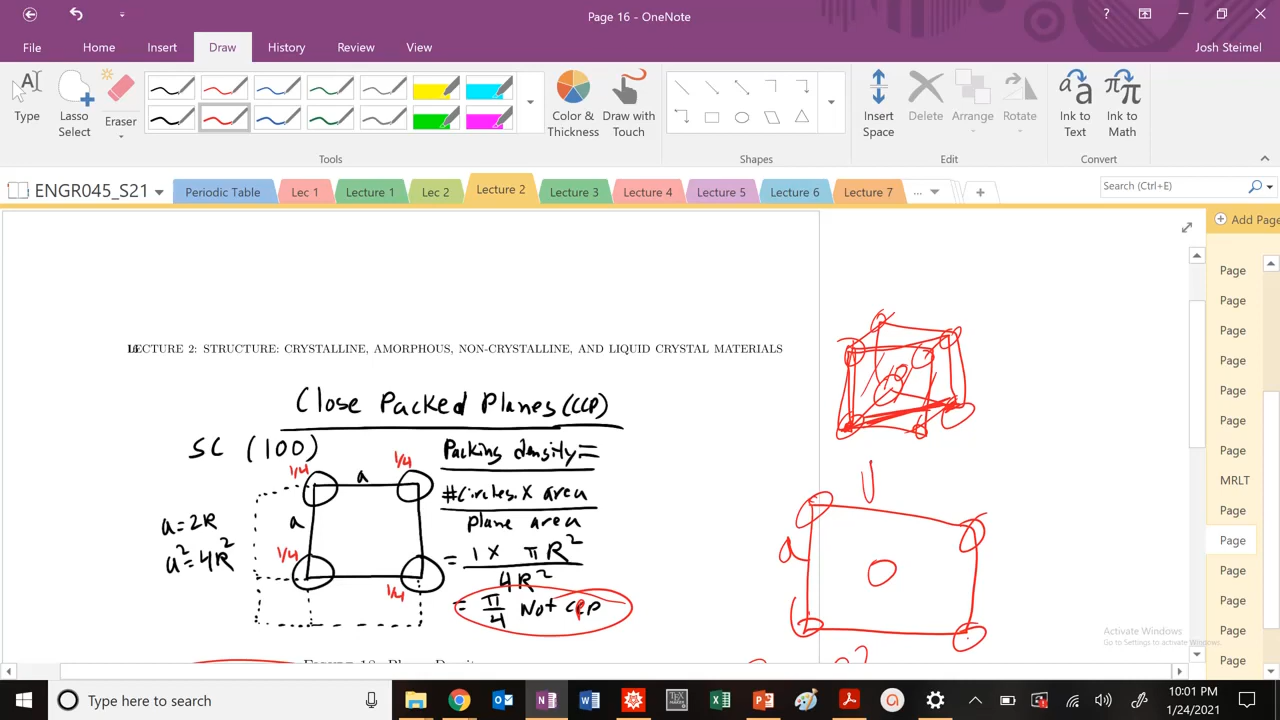 Page 16 - OneNote
File Home Insert Draw History Review View
Josh Steimel
Type
Lasso Select
Eraser
Color & Thickness
Draw with Touch
Insert Space
Delete
Arrange
Rotate
Ink to Text
Ink to Math
Tools
Shapes
Edit
Convert
ENGR045_S21
Periodic Table
Lec 1
Lecture 1
Lec 2
Lecture 2
Lecture 3
Lecture 4
Lecture 5
Lecture 6
Lecture 7
...
Search (Ctrl+E)
Add Page
Page
Page
Page
Page
Page
Page
Page
MRLT
Page
Page
Page
Page
Page
Page
LECTURE 2: STRUCTURE: CRYSTALLINE, AMORPHOUS, NON-CRYSTALLINE, AND LIQUID CRYSTAL MATERIALS
Close Packed Planes (CCP)
SC (100)
1/4 1/4
a
a
1/4
1/4
a=2R
a²=4R²
Packing density=
#Circles X area
plane area
= 1 X πR²
4R²
= π
4
Not CCP
a
Activate Windows
Go to Settings to activate Windows.
Type here to search
10:01 PM
1/24/2021